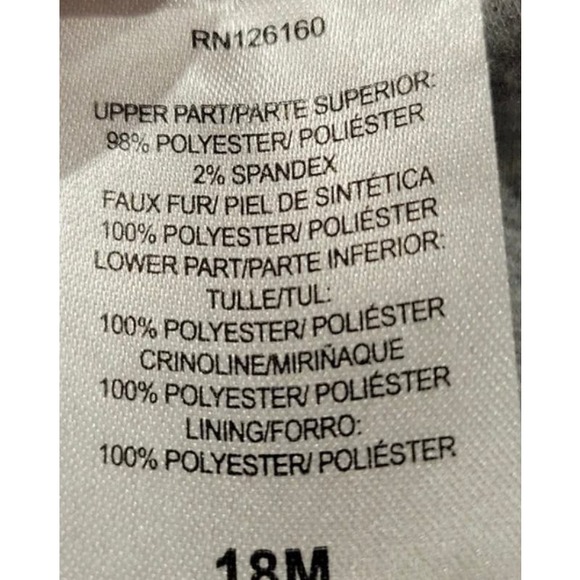 RN126160
UPPER PART/PARTE SUPERIOR:
98% POLYESTER/ POLIÉSTER
2% SPANDEX
FAUX FUR/ PIEL DE SINTÉTICA
100% POLYESTER/ POLIÉSTER
LOWER PART/PARTE INFERIOR:
TULLE/TUL:
100% POLYESTER/ POLIÉSTER
CRINOLINE/MIRIÑAQUE
100% POLYESTER/ POLIÉSTER
LINING/FORRO:
100% POLYESTER/ POLIÉSTER
18M